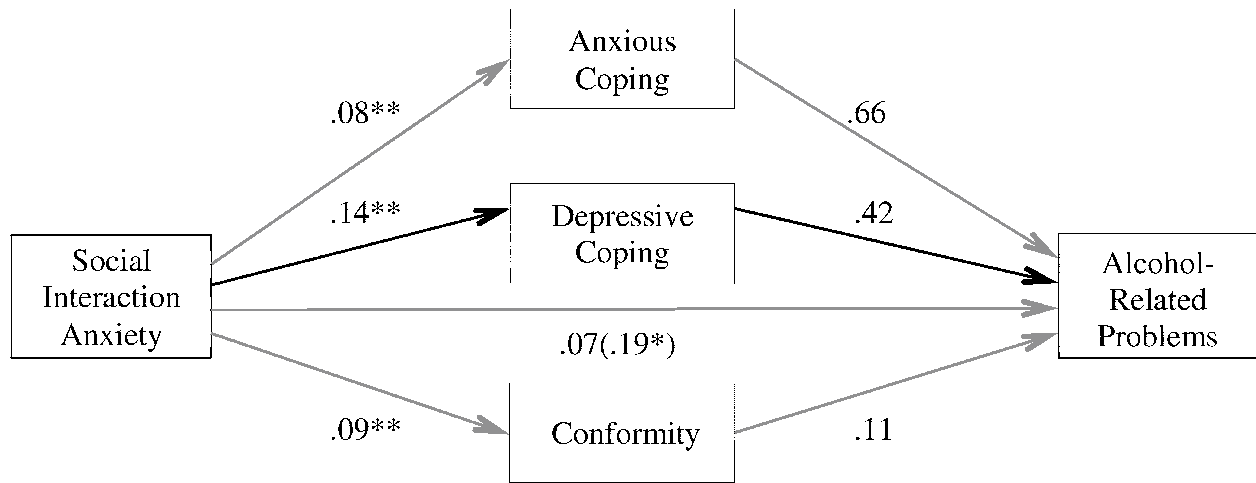 Anxious
Coping
.08**
.66
.14**
Depressive
Coping
.42
Social
Interaction
Anxiety
Alcohol-
Related
Problems
.07(.19*)
.09**
Conformity
.11